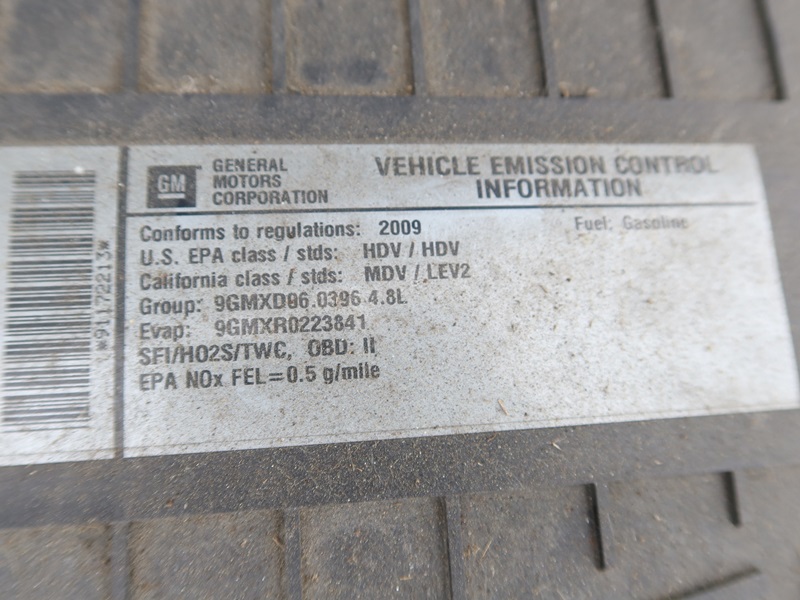 *91172213*
GM
GENERAL
MOTORS
CORPORATION
VEHICLE EMISSION CONTROL
INFORMATION
Conforms to regulations: 2009
Fuel: Gasoline
U.S. EPA class / stds: HDV / HDV
California class / stds: MDV / LEV2
Group: 9GMXD06.0396 4.8L
Evap: 9GMXR0223841
SFI/HO2S/TWC, OBD: II
EPA NOx FEL=0.5 g/mile